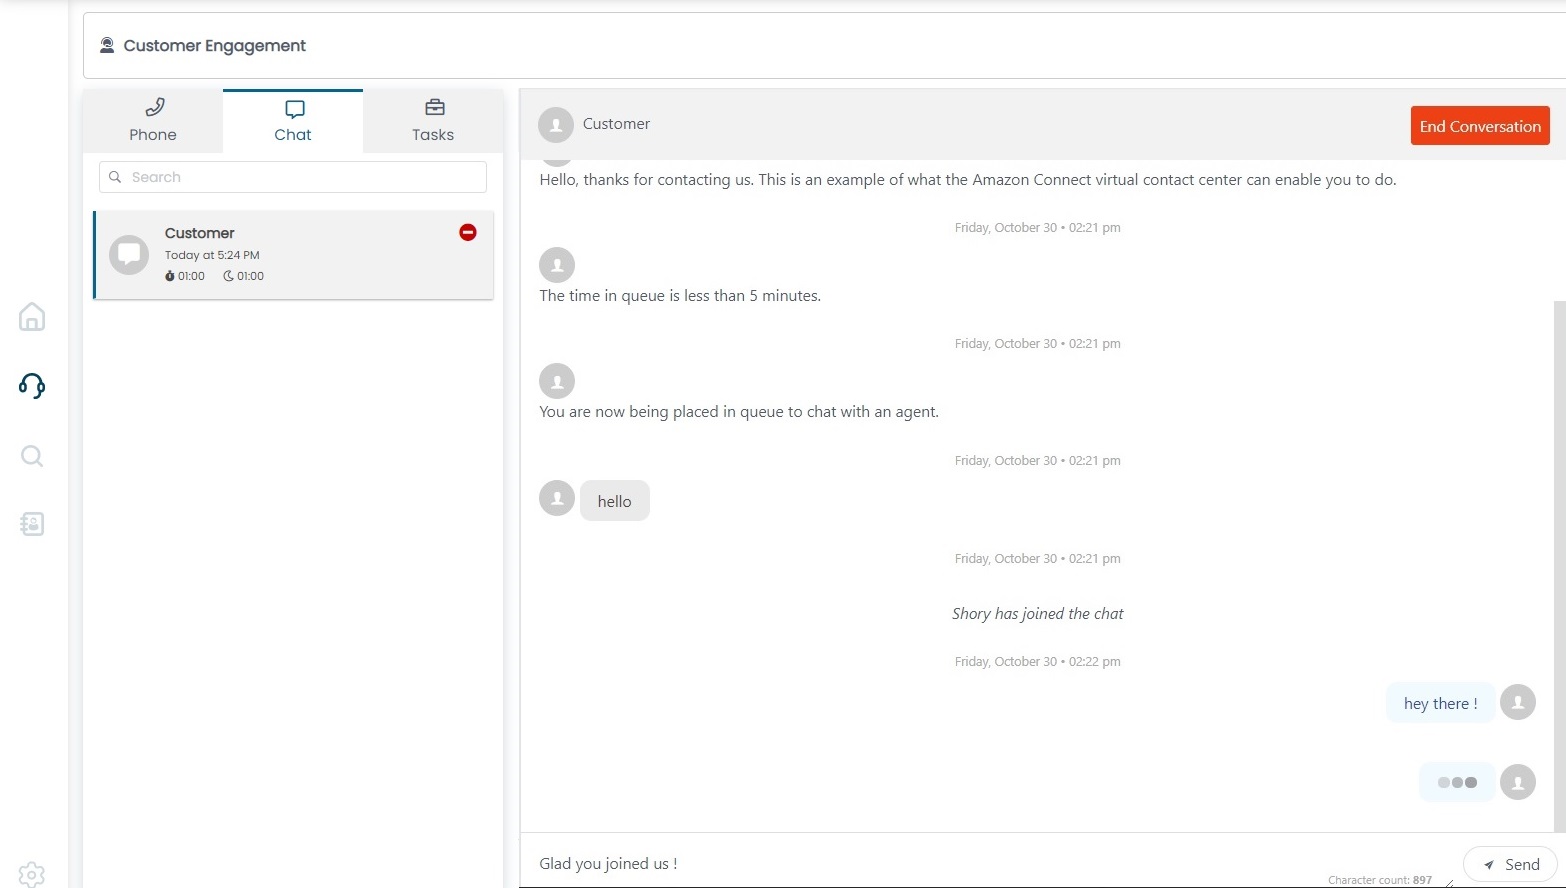 Customer Engagement
Phone
Chat
Tasks
Search
Customer
Today at 5:24 PM
01:00 01:00
Customer
End Conversation
Hello, thanks for contacting us. This is an example of what the Amazon Connect virtual contact center can enable you to do.
Friday, October 30 • 02:21 pm
The time in queue is less than 5 minutes.
Friday, October 30 • 02:21 pm
You are now being placed in queue to chat with an agent.
Friday, October 30 • 02:21 pm
hello
Friday, October 30 • 02:21 pm
Shory has joined the chat
Friday, October 30 • 02:22 pm
hey there !
Glad you joined us !
Character count: 897
Send